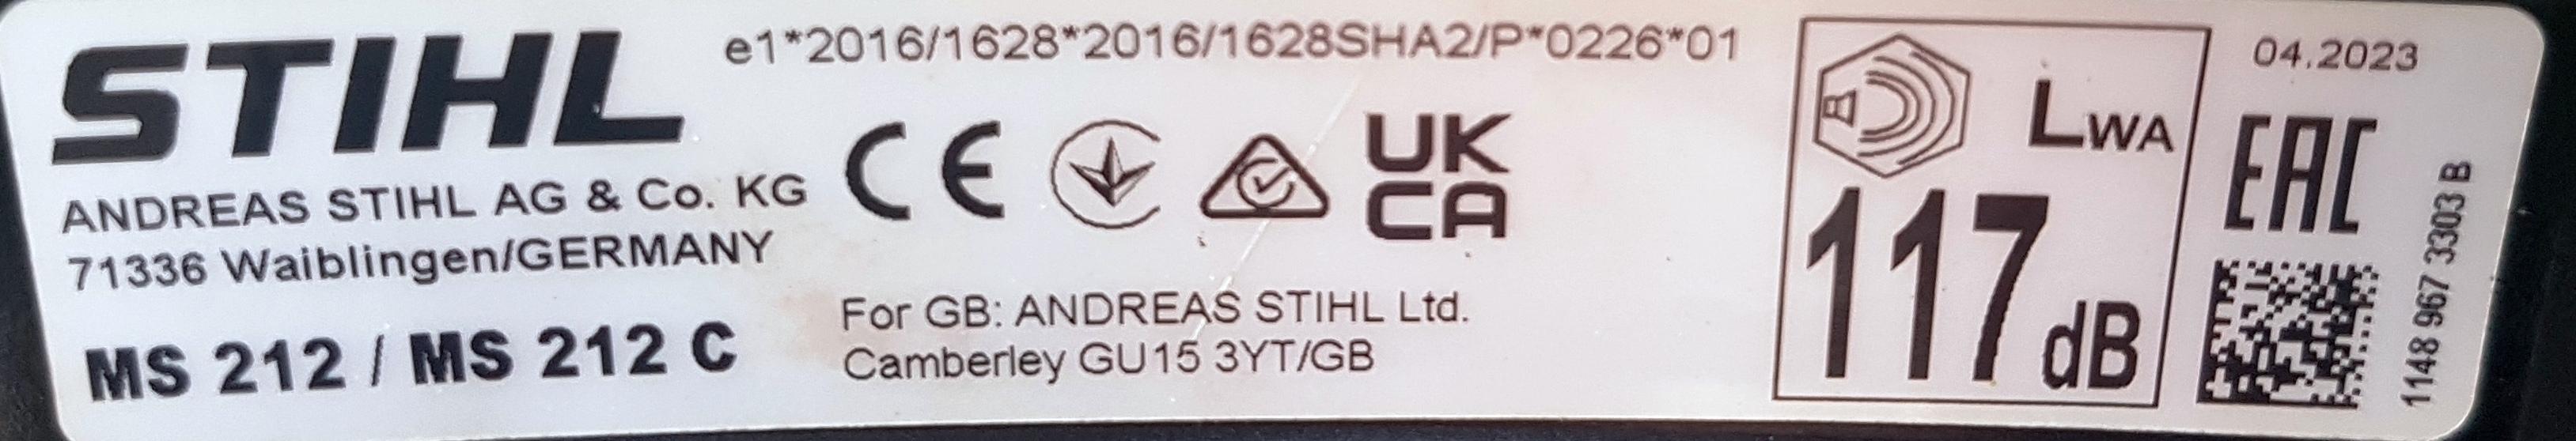 STIHL
e1*2016/1628*2016/1628SHA2/P*0226*01
ANDREAS STIHL AG & Co. KG
71336 Waiblingen/GERMANY
MS 212 / MS 212 C
CE
UK
CA
For GB: ANDREAS STIHL Ltd.
Camberley GU15 3YT/GB
LWA
117 dB
04.2023
EAC
1148 967 3303 B